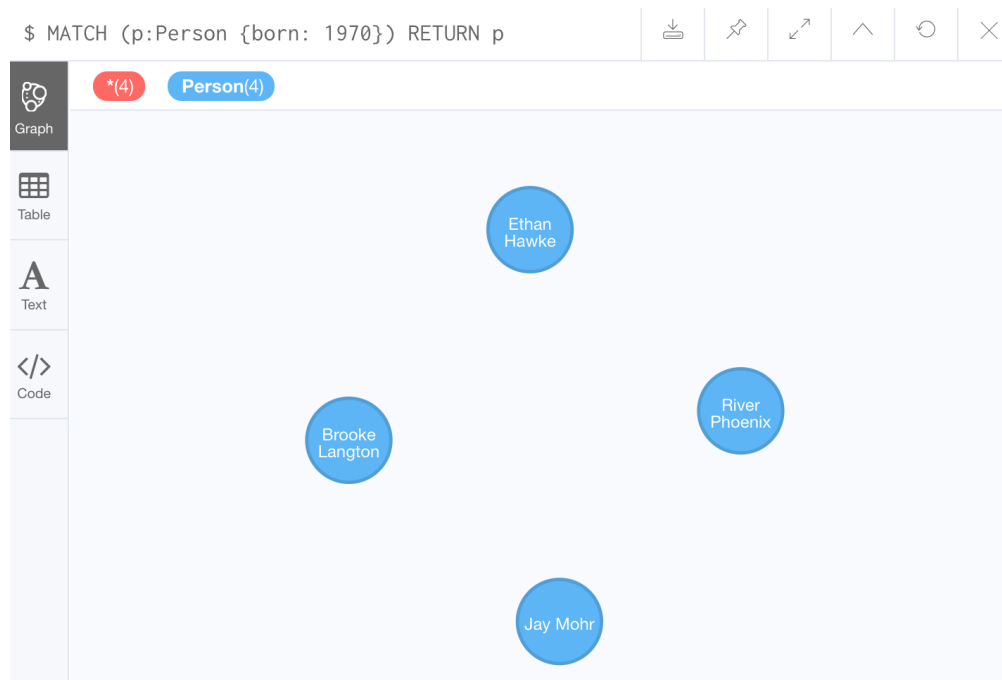 $ MATCH (p:Person {born: 1970}) RETURN p
*(4) Person(4)
Graph
Table
A
Text
</>
Code
Ethan
Hawke
River
Phoenix
Brooke
Langton
Jay Mohr